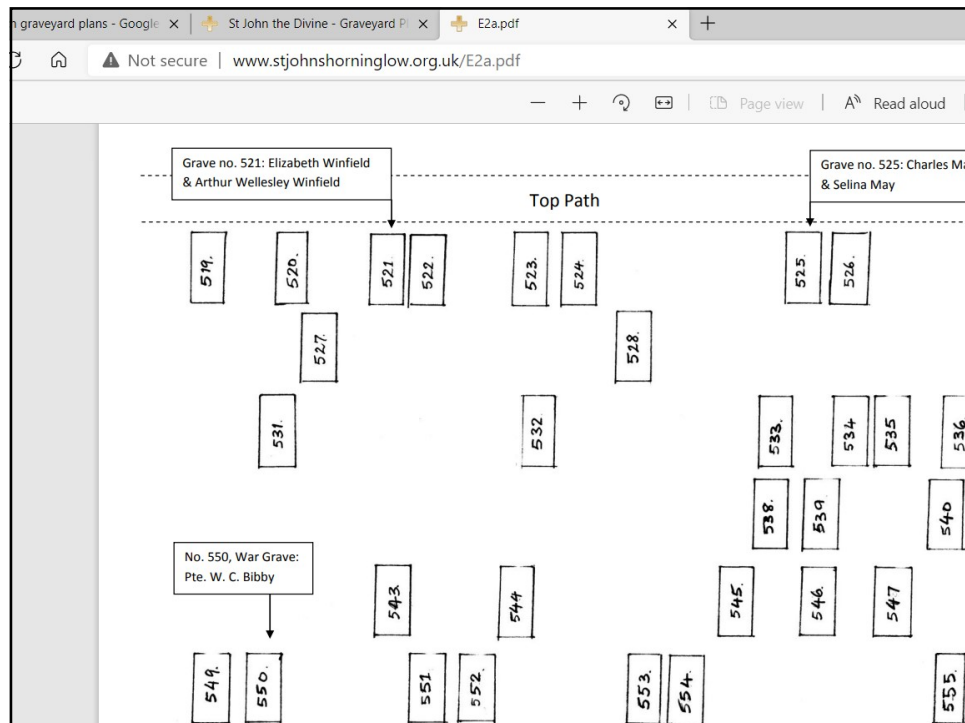 n graveyard plans - Google
St John the Divine - Graveyard Pl
E2a.pdf
Not secure | www.stjohnshorninglow.org.uk/E2a.pdf
Page view | A Read aloud
Grave no. 521: Elizabeth Winfield
& Arthur Wellesley Winfield
Grave no. 525: Charles Ma
& Selina May
Top Path
519. 520. 521 522. 523. 524. 525. 526.
527. 528.
531. 532 533. 534 535 536
538. 539 540
No. 550, War Grave:
Pte. W. C. Bibby
543. 544 545. 546. 547
549. 550. 551 552. 553. 554. 555.